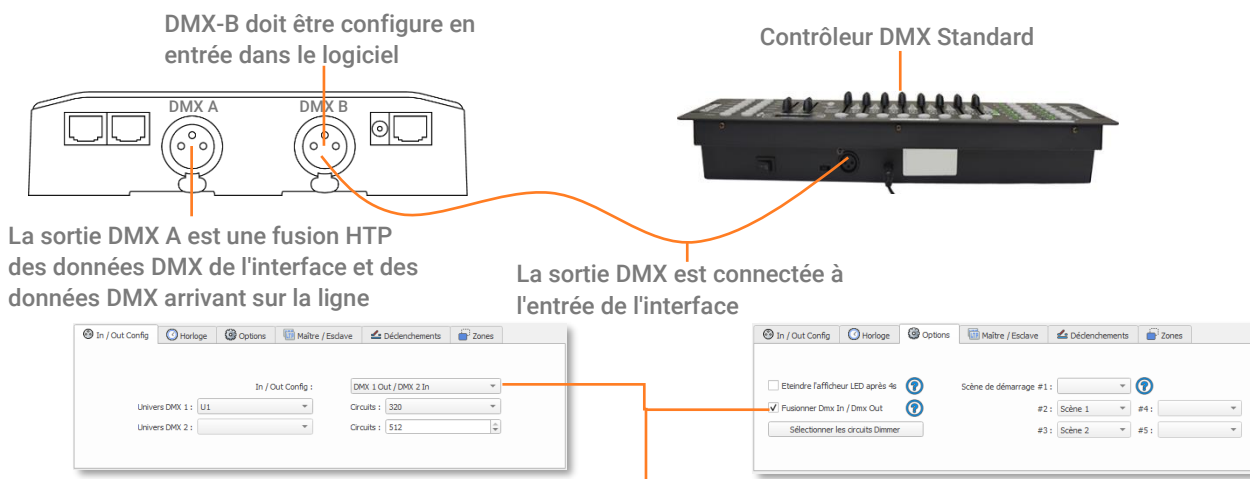 DMX-B doit être configure en
entrée dans le logiciel
Contrôleur DMX Standard
DMX A
DMX B
La sortie DMX A est une fusion HTP
des données DMX de l'interface et des
données DMX arrivant sur la ligne
La sortie DMX est connectée à
l'entrée de l'interface
In / Out Config Horloge Options Maître / Esclave Déclenchements Zones
In / Out Config : DMX 1 Out / DMX 2 In
Univers DMX 1 : U1 Circuits : 320
Univers DMX 2 : Circuits : 512
In / Out Config Horloge Options Maître / Esclave Déclenchements Zones
Eteindre l'afficheur LED après 4s ? Scène de démarrage #1 : ?
Fusionner Dmx In / Dmx Out ? #2 : Scène 1 #4 :
Sélectionner les circuits Dimmer #3 : Scène 2 #5 :